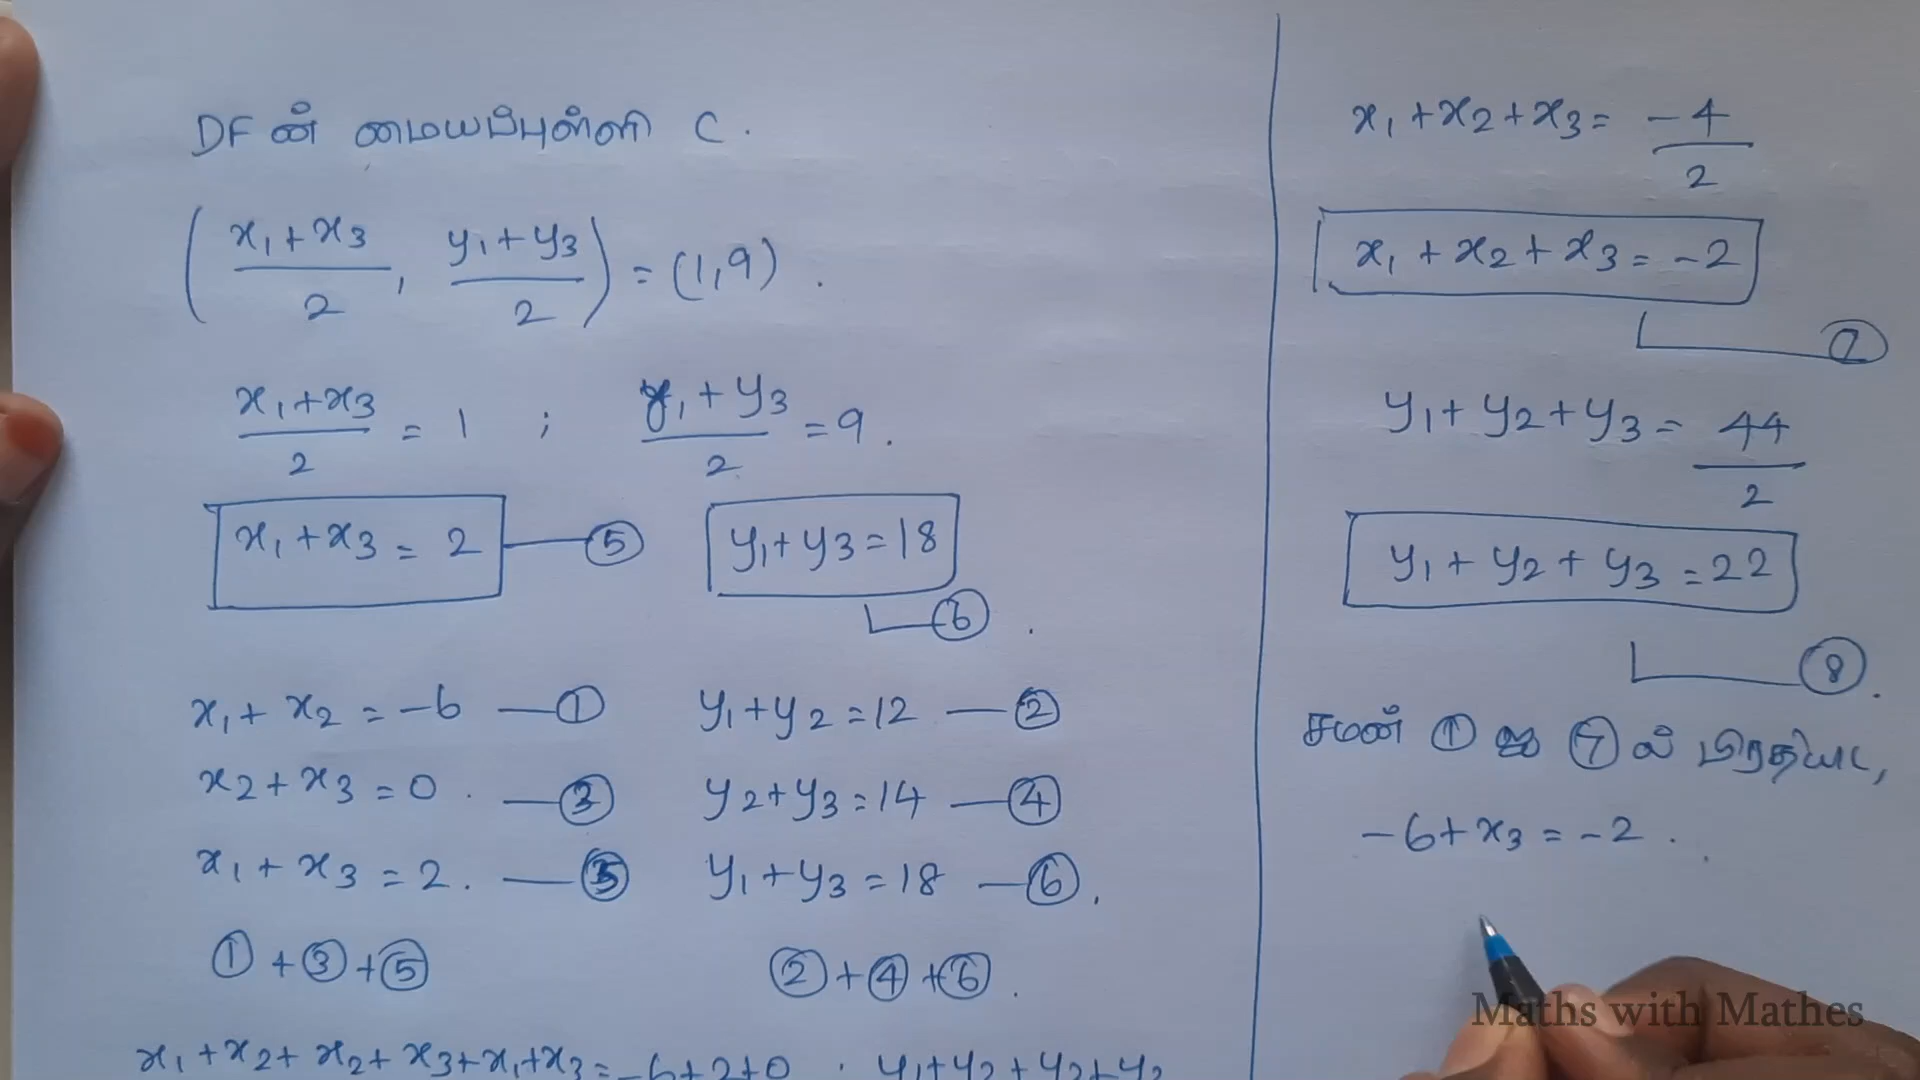 DF ன் மையப்புள்ளி C.
( x₁+x₃ / 2 , y₁+y₃ / 2 ) = (1,9).
x₁+x₃ / 2 = 1 ; y₁+y₃ / 2 = 9.
x₁+x₃ = 2 — ⑤ y₁+y₃ = 18 — ⑥
x₁+x₂ = -6 — ① y₁+y₂ = 12 — ②
x₂+x₃ = 0. — ③ y₂+y₃ = 14 — ④
x₁+x₃ = 2. — ⑤ y₁+y₃ = 18 — ⑥.
①+③+⑤ ②+④+⑥.
x₁+x₂+x₂+x₃+x₁+x₃ = -6+2+0 ; y₁+y₂+y₂+y₃
x₁+x₂+x₃ = -4 / 2
x₁+x₂+x₃ = -2
⑦
y₁+y₂+y₃ = 44 / 2
y₁+y₂+y₃ = 22
⑧.
சமன் ① ஐ ⑦ ல் பிரதியிட,
-6+x₃ = -2.
Maths with Mathes